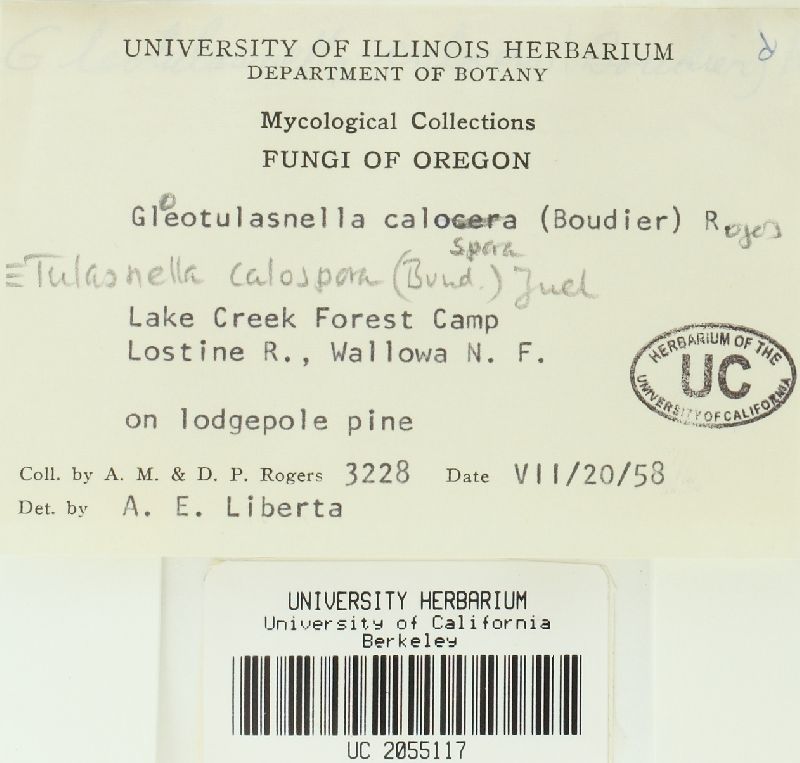 UNIVERSITY OF ILLINOIS HERBARIUM
DEPARTMENT OF BOTANY
Mycological Collections
FUNGI OF OREGON
Gleotulasnella calocera (Boudier) Rogers
o
spora
≡ Tulasnella calospora (Boud.) Juel
Lake Creek Forest Camp
Lostine R., Wallowa N. F.
on lodgepole pine
Coll. by A. M. & D. P. Rogers 3228 Date VII/20/58
Det. by A. E. Liberta
HERBARIUM OF THE
UC
UNIVERSITY OF CALIFORNIA
UNIVERSITY HERBARIUM
University of California
Berkeley
UC 2055117